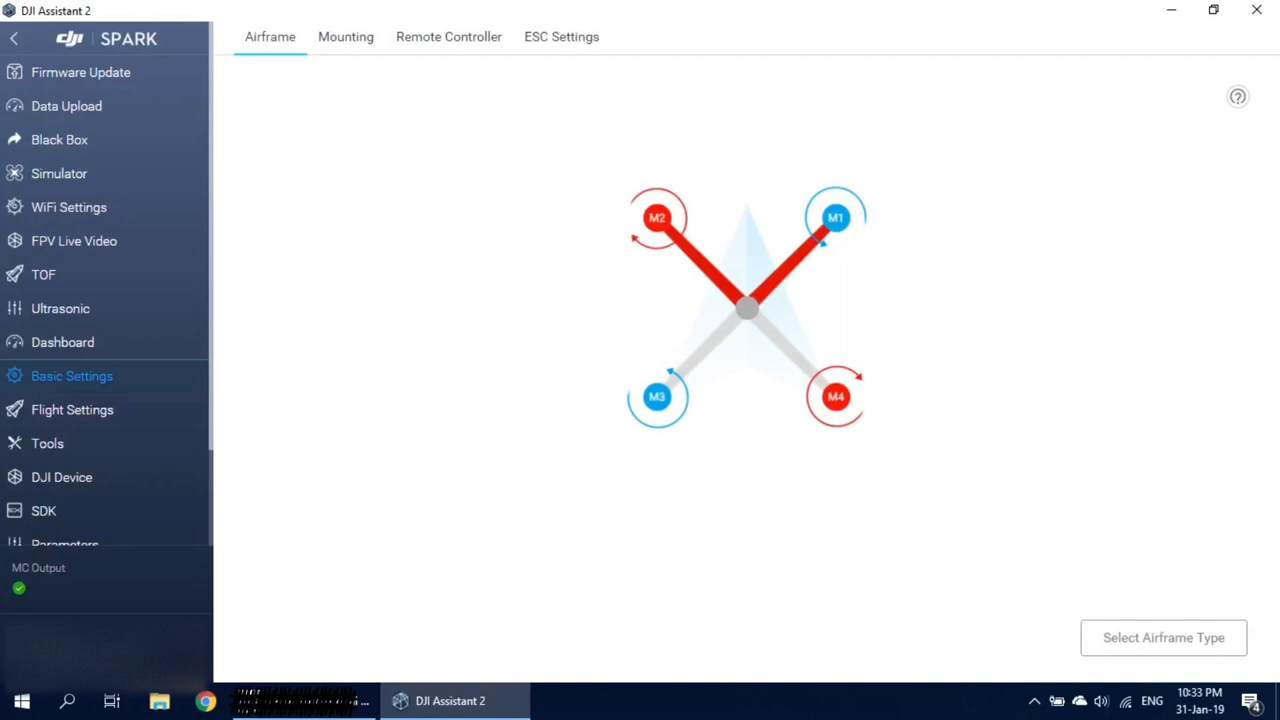 DJI Assistant 2
dji SPARK
Firmware Update
Data Upload
Black Box
Simulator
WiFi Settings
FPV Live Video
TOF
Ultrasonic
Dashboard
Basic Settings
Flight Settings
Tools
DJI Device
SDK
Parameters
MC Output
Airframe Mounting Remote Controller ESC Settings
M2 M1
M3 M4
Select Airframe Type
DJI Assistant 2
ENG
10:33 PM
31-Jan-19
4